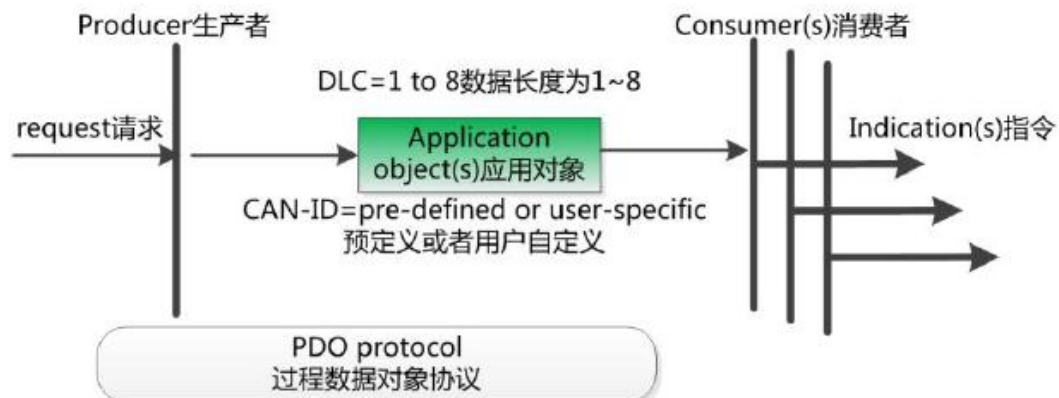 Producer生产者
Consumer(s)消费者
DLC=1 to 8数据长度为1~8
request请求
Application
object(s)应用对象
Indication(s)指令
CAN-ID=pre-defined or user-specific
预定义或者用户自定义
PDO protocol
过程数据对象协议